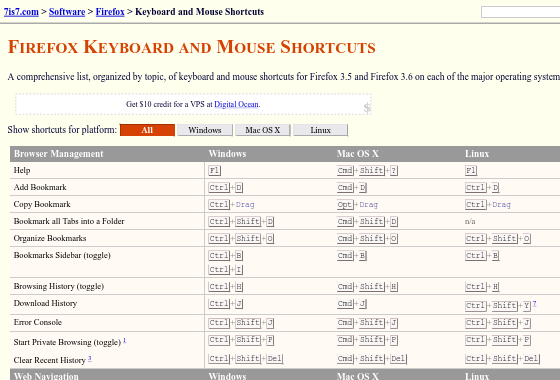 7is7.com > Software > Firefox > Keyboard and Mouse Shortcuts
Firefox Keyboard and Mouse Shortcuts
A comprehensive list, organized by topic, of keyboard and mouse shortcuts for Firefox 3.5 and Firefox 3.6 on each of the major operating system
Get $10 credit for a VPS at Digital Ocean. $
Show shortcuts for platform: All Windows Mac OS X Linux
Browser Management Windows Mac OS X Linux
Help F1 Cmd+Shift+? F1
Add Bookmark Ctrl+D Cmd+D Ctrl+D
Copy Bookmark Ctrl+Drag Opt+Drag Ctrl+Drag
Bookmark all Tabs into a Folder Ctrl+Shift+D Cmd+Shift+D n/a
Organize Bookmarks Ctrl+Shift+O Cmd+Shift+O Ctrl+Shift+O
Bookmarks Sidebar (toggle) Ctrl+B Cmd+B Ctrl+B
Ctrl+I
Browsing History (toggle) Ctrl+H Cmd+Shift+H Ctrl+H
Download History Ctrl+J Cmd+J Ctrl+Shift+Y 7
Error Console Ctrl+Shift+J Cmd+Shift+J Ctrl+Shift+J
Start Private Browsing (toggle) 1 Ctrl+Shift+P Cmd+Shift+P Ctrl+Shift+P
Clear Recent History 3 Ctrl+Shift+Del Cmd+Shift+Del Ctrl+Shift+Del
Web Navigation Windows Mac OS X Linux